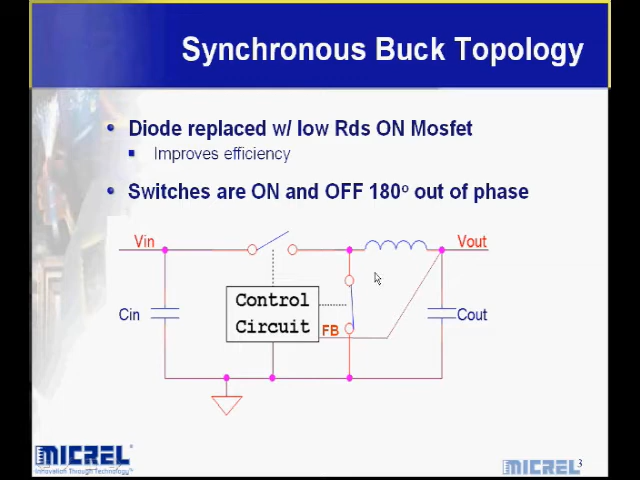 Synchronous Buck Topology
• Diode replaced w/ low Rds ON Mosfet
▪ Improves efficiency
• Switches are ON and OFF 180º out of phase
Vin
Vout
Cin
Control
Circuit
FB
Cout
MICREL
Innovation Through Technology®
MICREL
3